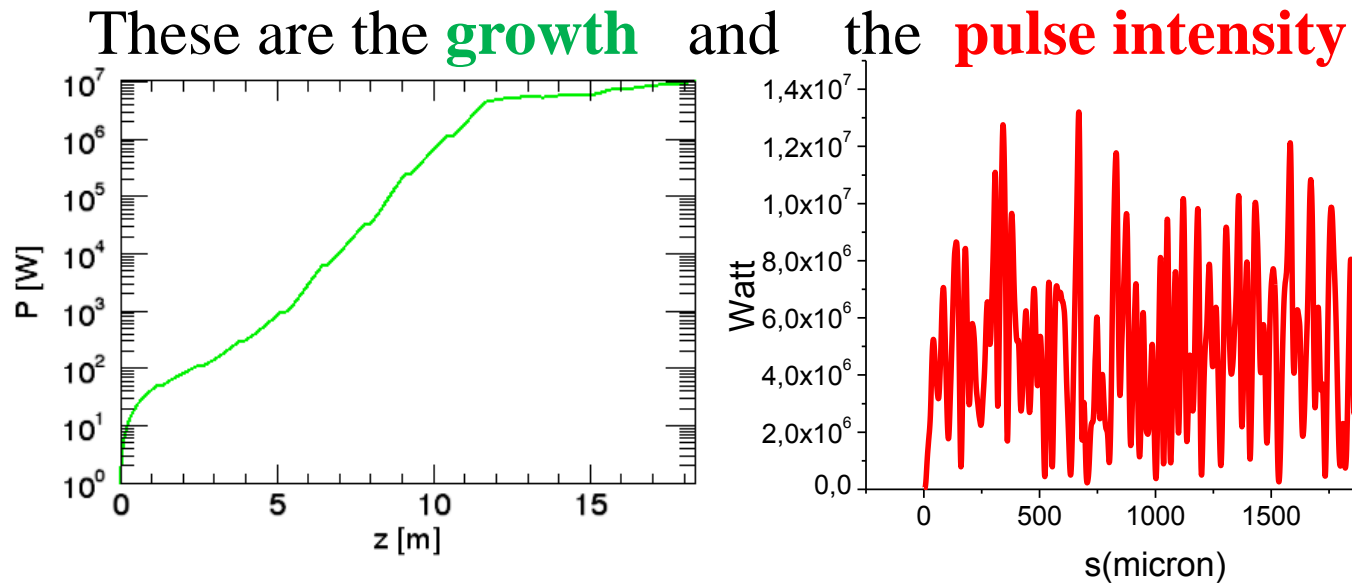 These are the growth and the pulse intensity
P [W]
10⁷
10⁶
10⁵
10⁴
10³
10²
10¹
10⁰
0 5 10 15
z [m]
Watt
1,4x10⁷
1,2x10⁷
1,0x10⁷
8,0x10⁶
6,0x10⁶
4,0x10⁶
2,0x10⁶
0,0
0 500 1000 1500
s(micron)